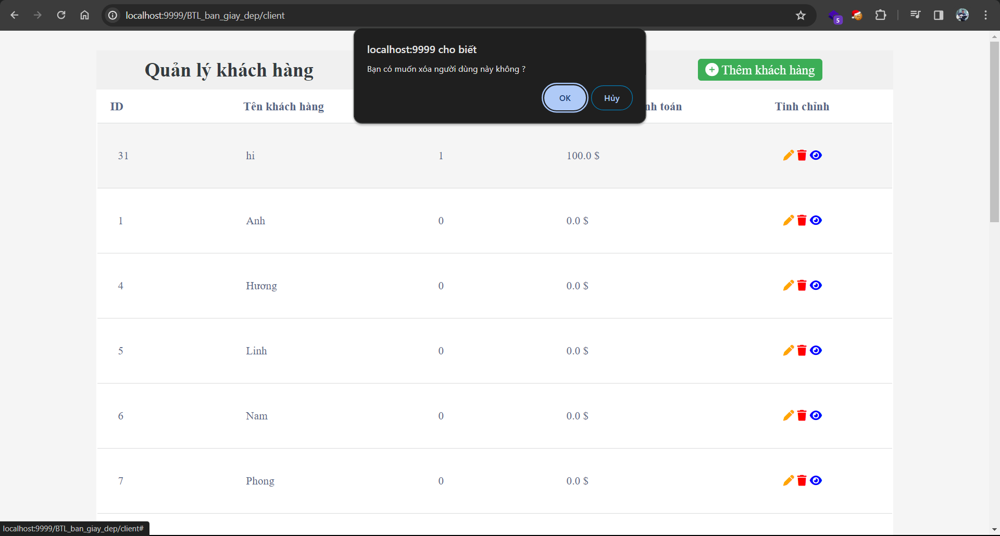 localhost:9999/BTL_ban_giay_dep/client
5
localhost:9999 cho biết
Bạn có muốn xóa người dùng này không ?
OK Hủy
Quản lý khách hàng Thêm khách hàng
ID Tên khách hàng toán Tinh chỉnh
31 hi 1 100.0 $
1 Anh 0 0.0 $
4 Hương 0 0.0 $
5 Linh 0 0.0 $
6 Nam 0 0.0 $
7 Phong 0 0.0 $
localhost:9999/BTL_ban_giay_dep/client#